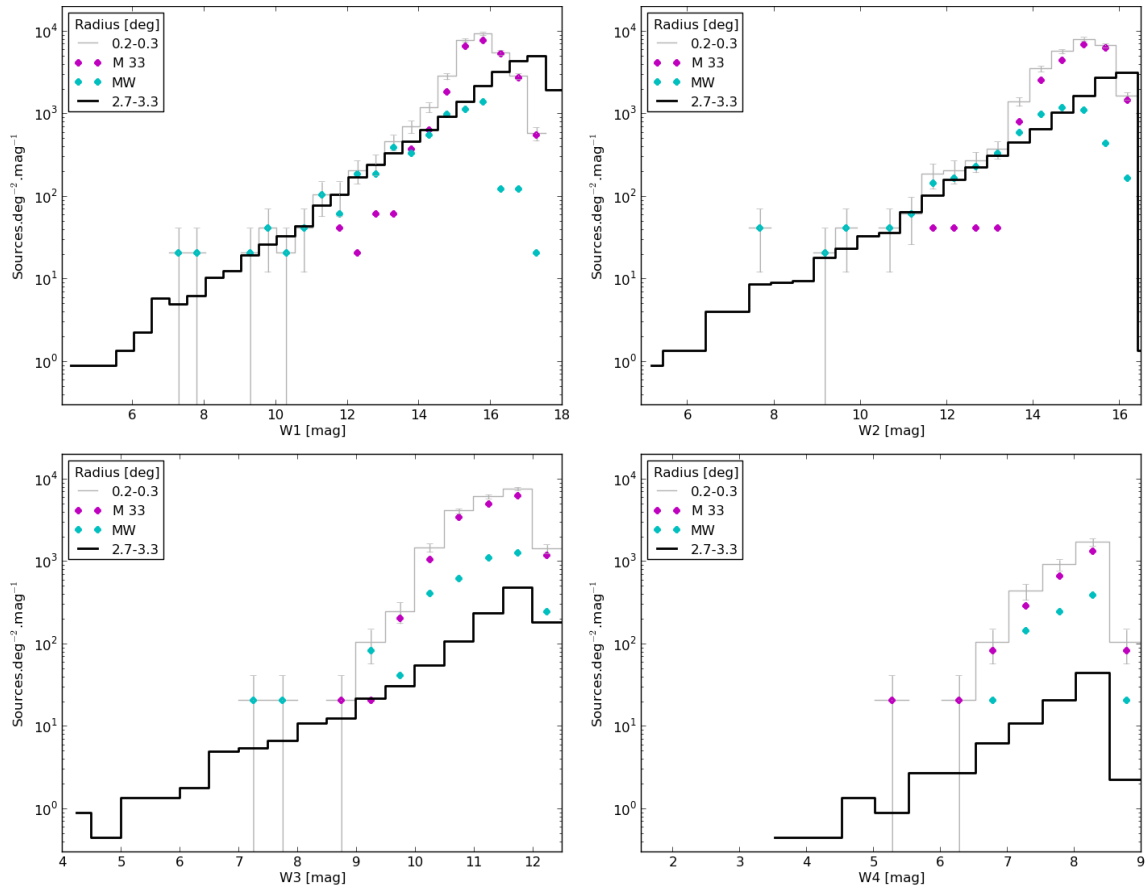 Radius [deg]
0.2-0.3
M 33
MW
2.7-3.3
10⁴
10³
10²
10¹
10⁰
Sources.deg⁻².mag⁻¹
6 8 10 12 14 16 18
W1 [mag]
Radius [deg]
0.2-0.3
M 33
MW
2.7-3.3
10⁴
10³
10²
10¹
10⁰
Sources.deg⁻².mag⁻¹
6 8 10 12 14 16
W2 [mag]
Radius [deg]
0.2-0.3
M 33
MW
2.7-3.3
10⁴
10³
10²
10¹
10⁰
Sources.deg⁻².mag⁻¹
4 5 6 7 8 9 10 11 12
W3 [mag]
Radius [deg]
0.2-0.3
M 33
MW
2.7-3.3
10⁴
10³
10²
10¹
10⁰
Sources.deg⁻².mag⁻¹
2 3 4 5 6 7 8 9
W4 [mag]